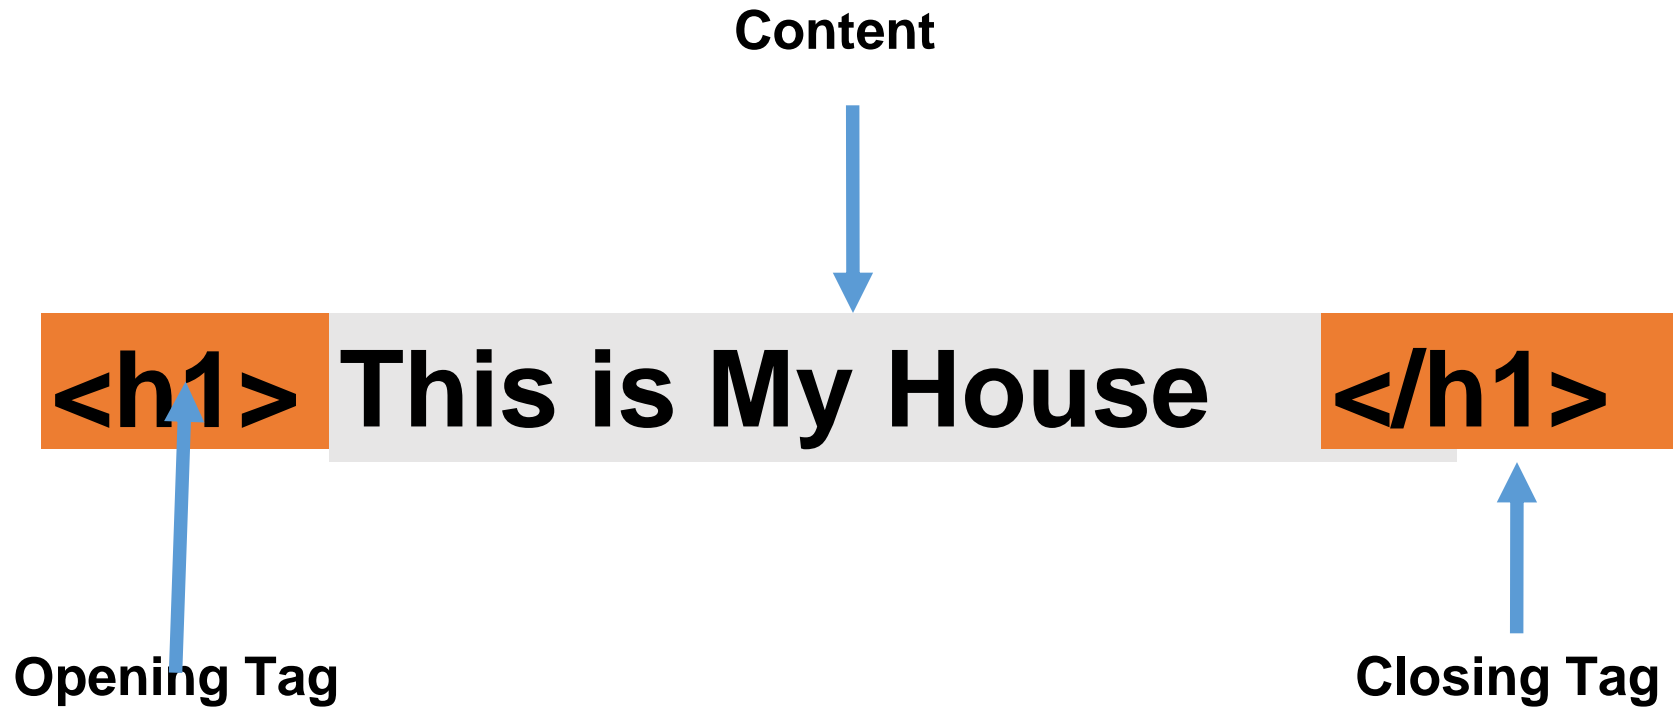 Content
<h1> This is My House </h1>
Opening Tag
Closing Tag